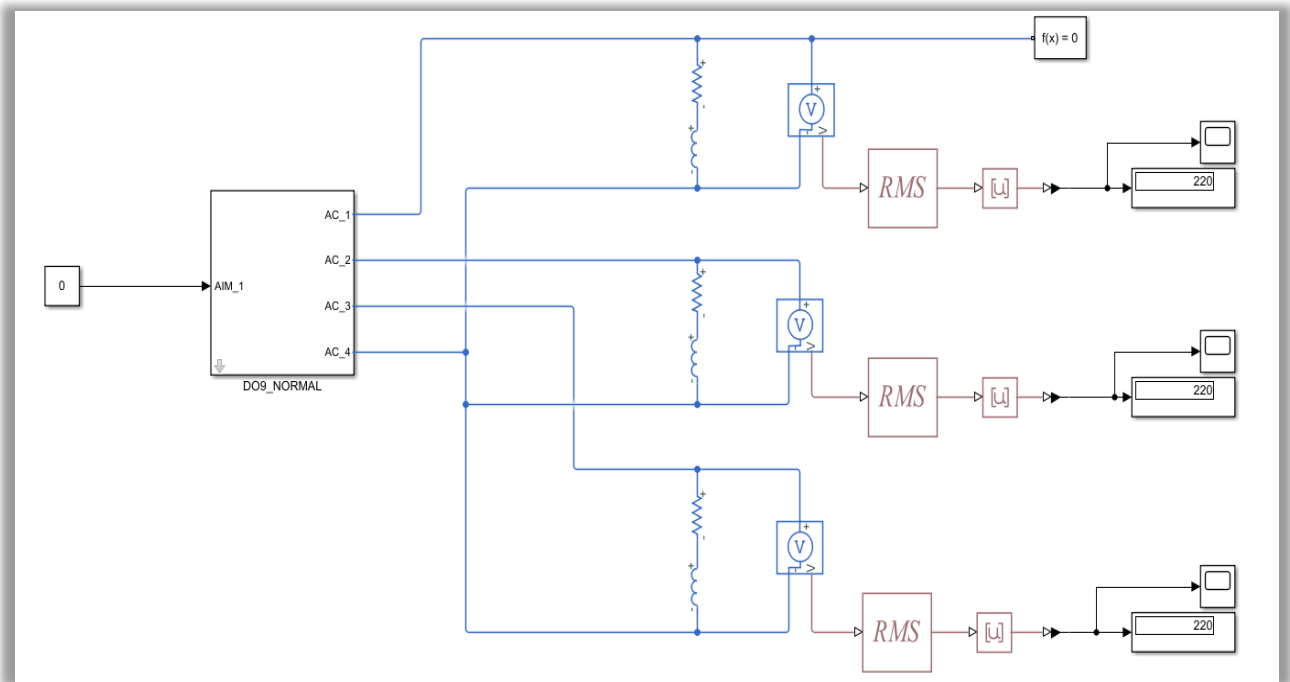 f(x) = 0
V
RMS
[u]
220
AC_1
AC_2
0
AIM_1
AC_3
V
AC_4
DO9_NORMAL
RMS
[u]
220
V
RMS
[u]
220